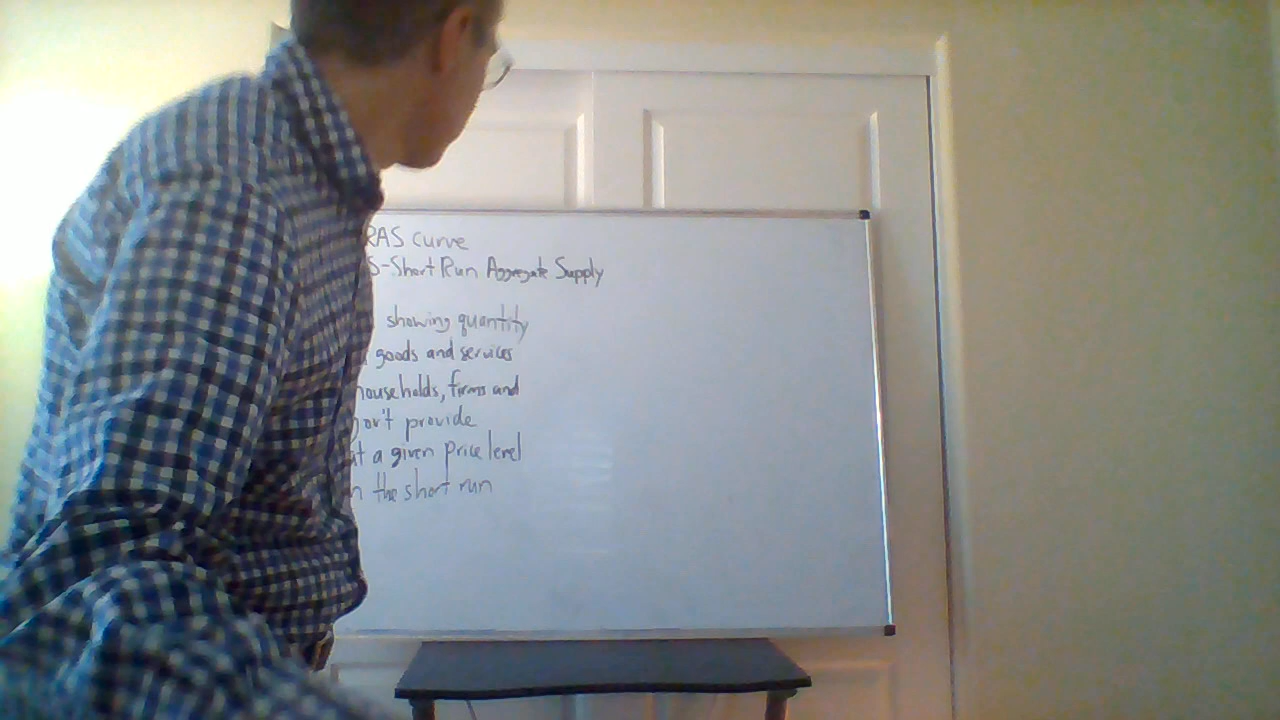 RAS curve
S-Short Run Aggregate Supply
showing quantity
goods and services
households, firms and
gov't provide
at a given price level
n the short run